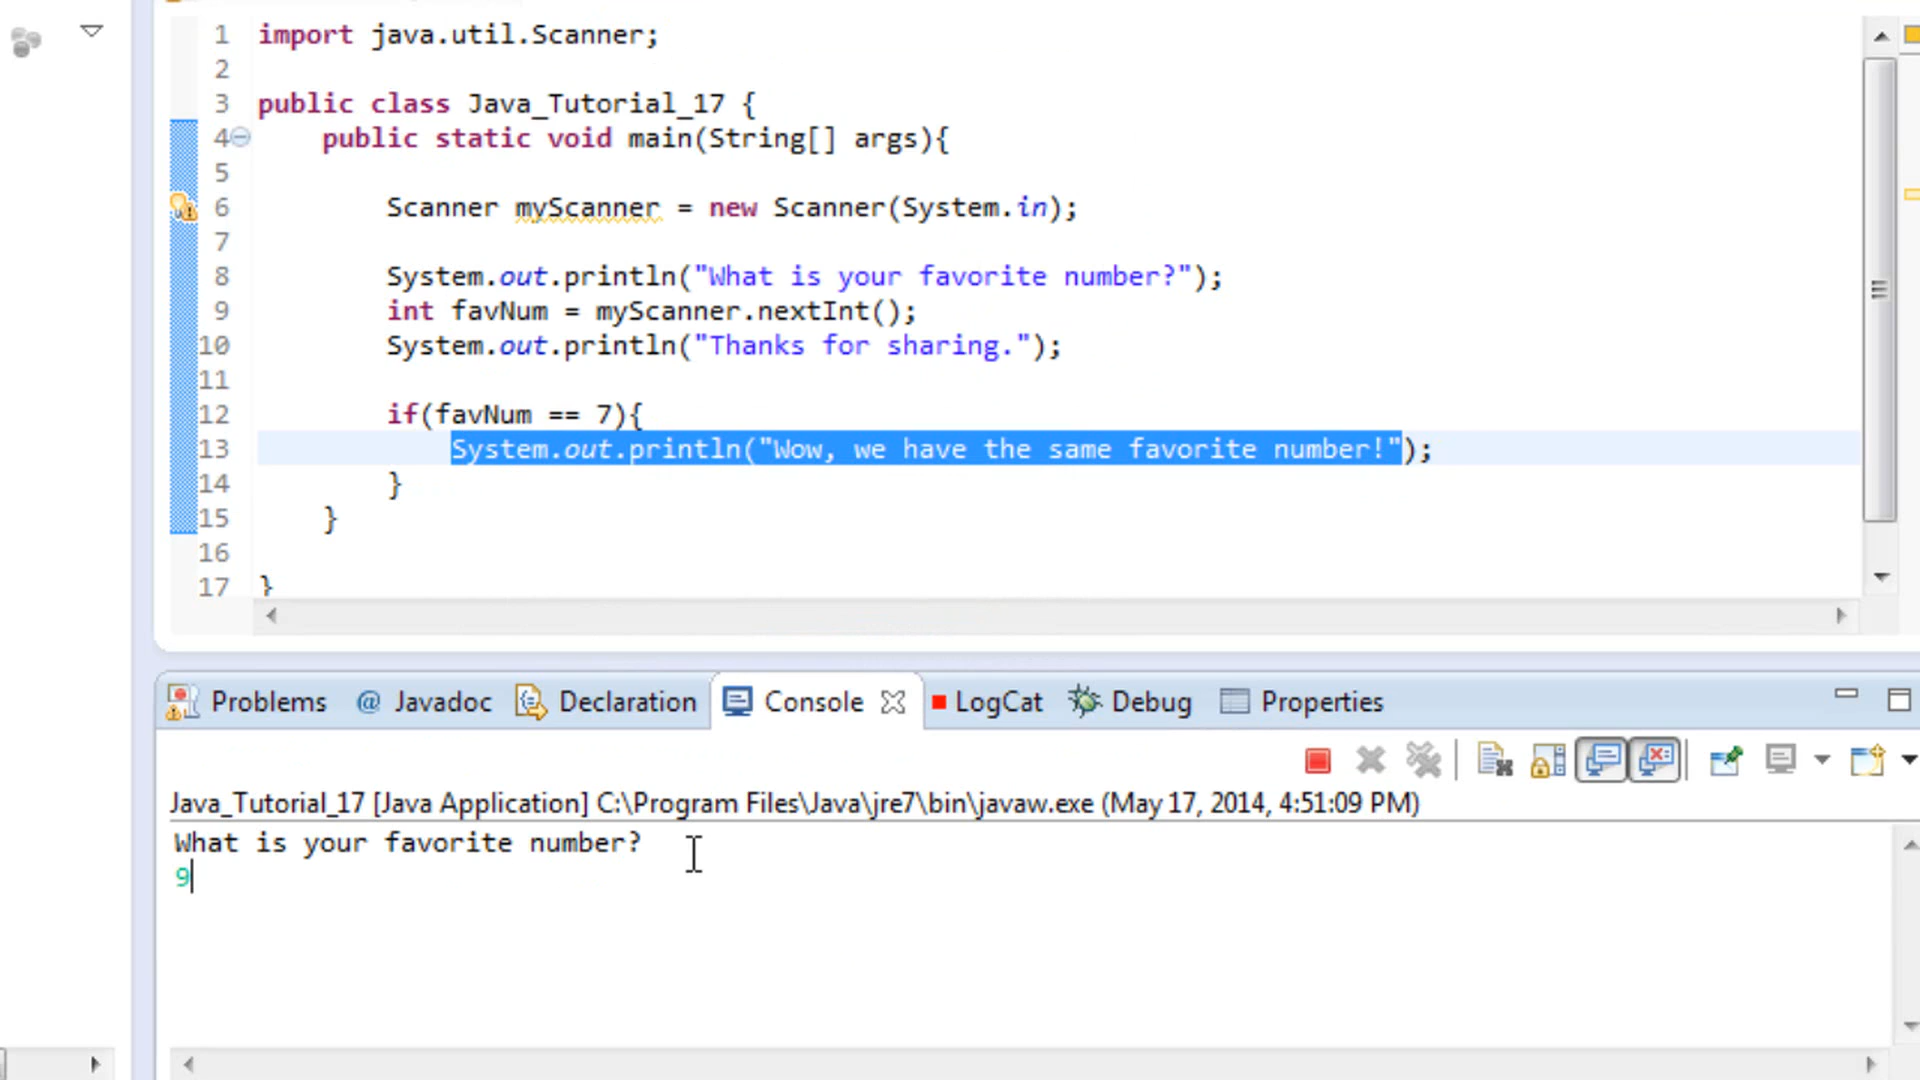 1 import java.util.Scanner;
2
3 public class Java_Tutorial_17 {
4 public static void main(String[] args){
5
6 Scanner myScanner = new Scanner(System.in);
7
8 System.out.println("What is your favorite number?");
9 int favNum = myScanner.nextInt();
10 System.out.println("Thanks for sharing.");
11
12 if(favNum == 7){
13 System.out.println("Wow, we have the same favorite number!");
14 }
15 }
16
17 }
Problems @ Javadoc Declaration Console LogCat Debug Properties
Java_Tutorial_17 [Java Application] C:\Program Files\Java\jre7\bin\javaw.exe (May 17, 2014, 4:51:09 PM)
What is your favorite number?
9